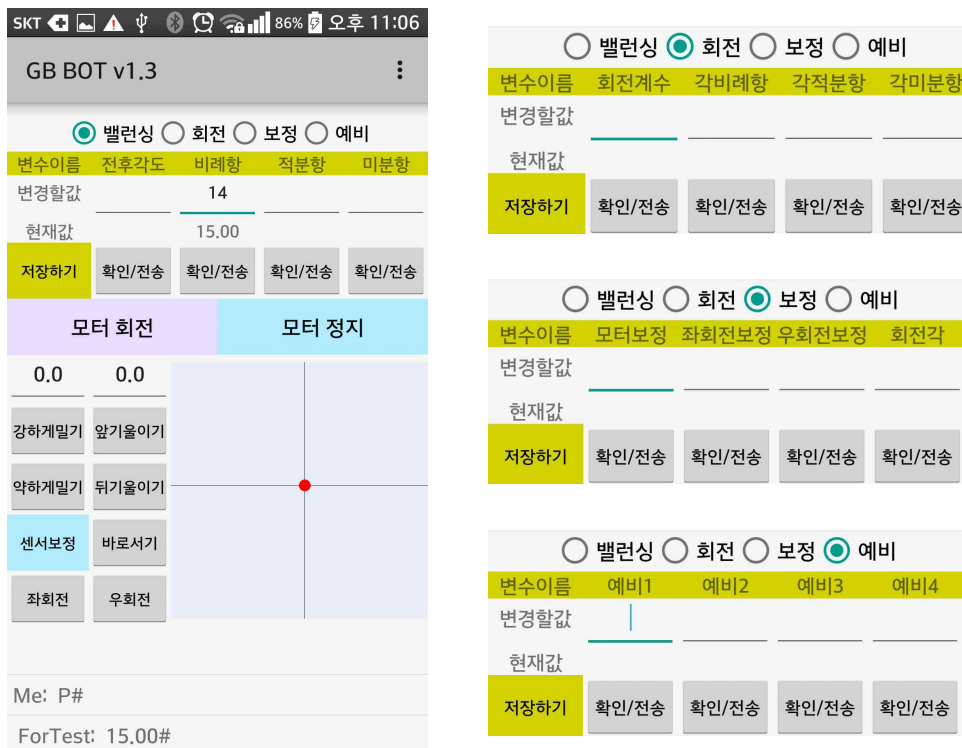 SKT 86% 오후 11:06
GB BOT v1.3
밸런싱 회전 보정 예비
변수이름 전후각도 비례항 적분항 미분항
변경할값 14
현재값 15.00
저장하기 확인/전송 확인/전송 확인/전송 확인/전송
모터 회전 모터 정지
0.0 0.0
강하게밀기 앞기울이기
약하게밀기 뒤기울이기
센서보정 바로서기
좌회전 우회전
Me: P#
ForTest: 15.00#
밸런싱 회전 보정 예비
변수이름 회전계수 각비례항 각적분항 각미분항
변경할값
현재값
저장하기 확인/전송 확인/전송 확인/전송 확인/전송
밸런싱 회전 보정 예비
변수이름 모터보정 좌회전보정 우회전보정 회전각
변경할값
현재값
저장하기 확인/전송 확인/전송 확인/전송 확인/전송
밸런싱 회전 보정 예비
변수이름 예비1 예비2 예비3 예비4
변경할값
현재값
저장하기 확인/전송 확인/전송 확인/전송 확인/전송